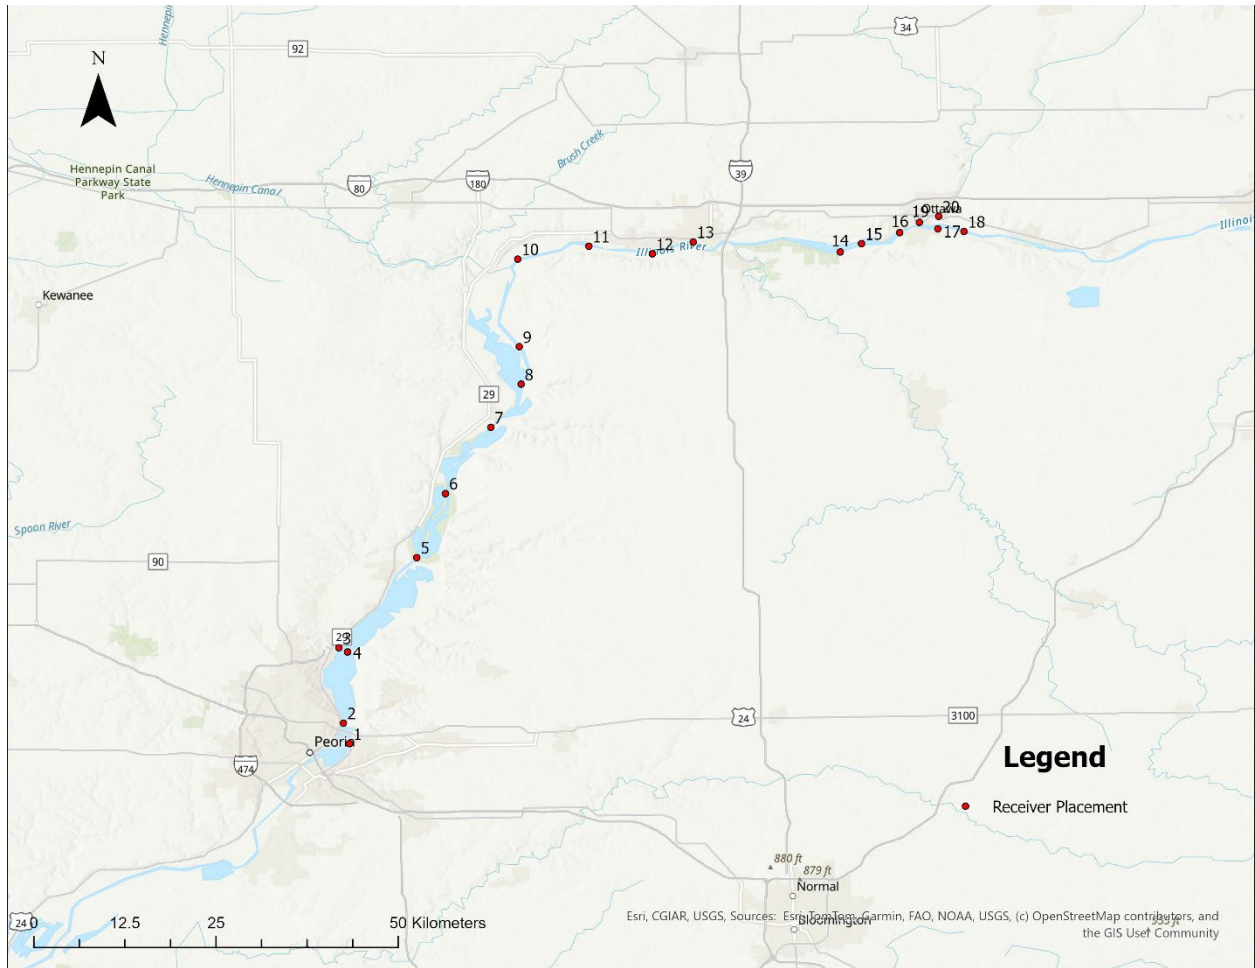 34
92
N
Hennepin
Brush Creek
Hennepin Canal
Parkway State
Park
Hennepin Canal
80
180
39
20
19
Ottawa
16
17
18
15
14
13
12
Illinois River
11
10
Illinois
Kewanee
9
8
29
7
6
Spoon River
5
90
29
3
4
2
24
3100
1
Peoria
474
Legend
Receiver Placement
880 ft
879 ft
Normal
Bloomington
24
0 12.5 25 50 Kilometers
Esri, CGIAR, USGS, Sources: Esri, TomTom, Garmin, FAO, NOAA, USGS, (c) OpenStreetMap contributors, and
the GIS User Community